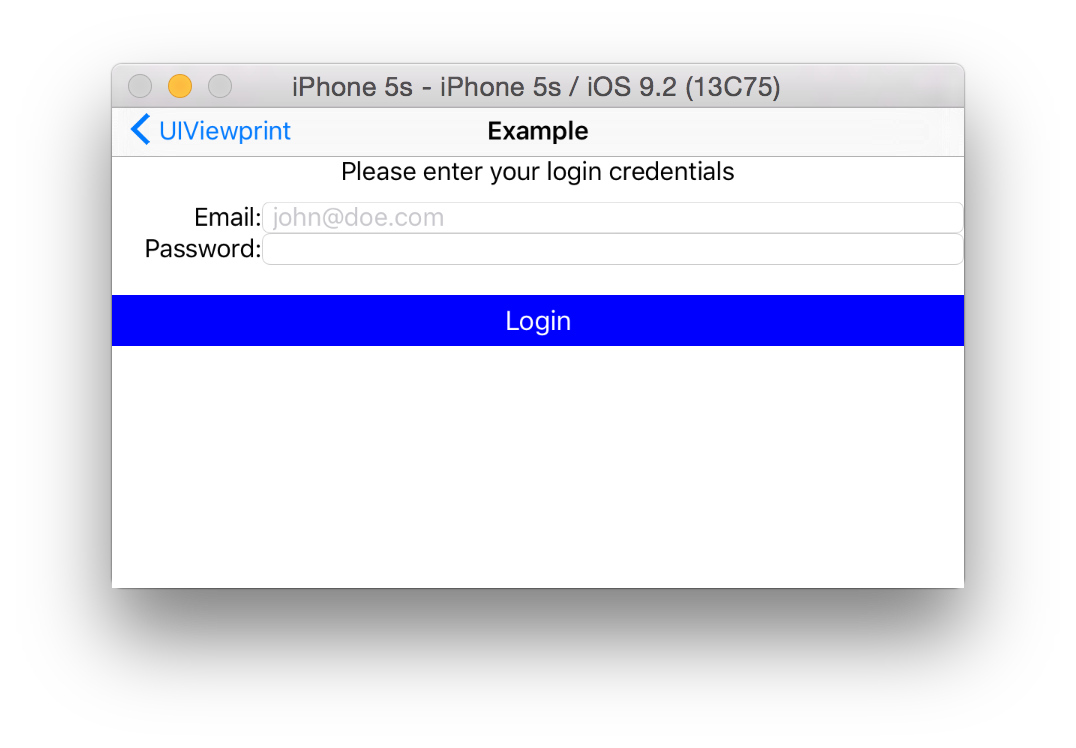 iPhone 5s - iPhone 5s / iOS 9.2 (13C75)
UIViewprint Example
Please enter your login credentials
Email: john@doe.com
Password:
Login